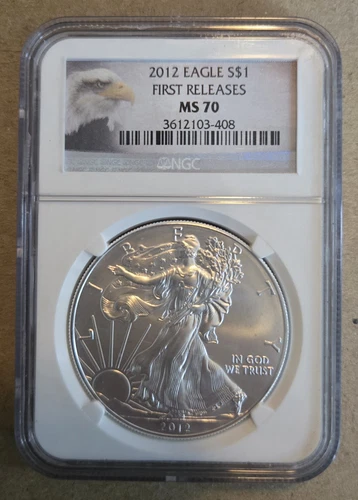 2012 EAGLE S$1
FIRST RELEASES
MS 70
3612103-408
NGC
LIBERTY
IN GOD
WE TRUST
2012